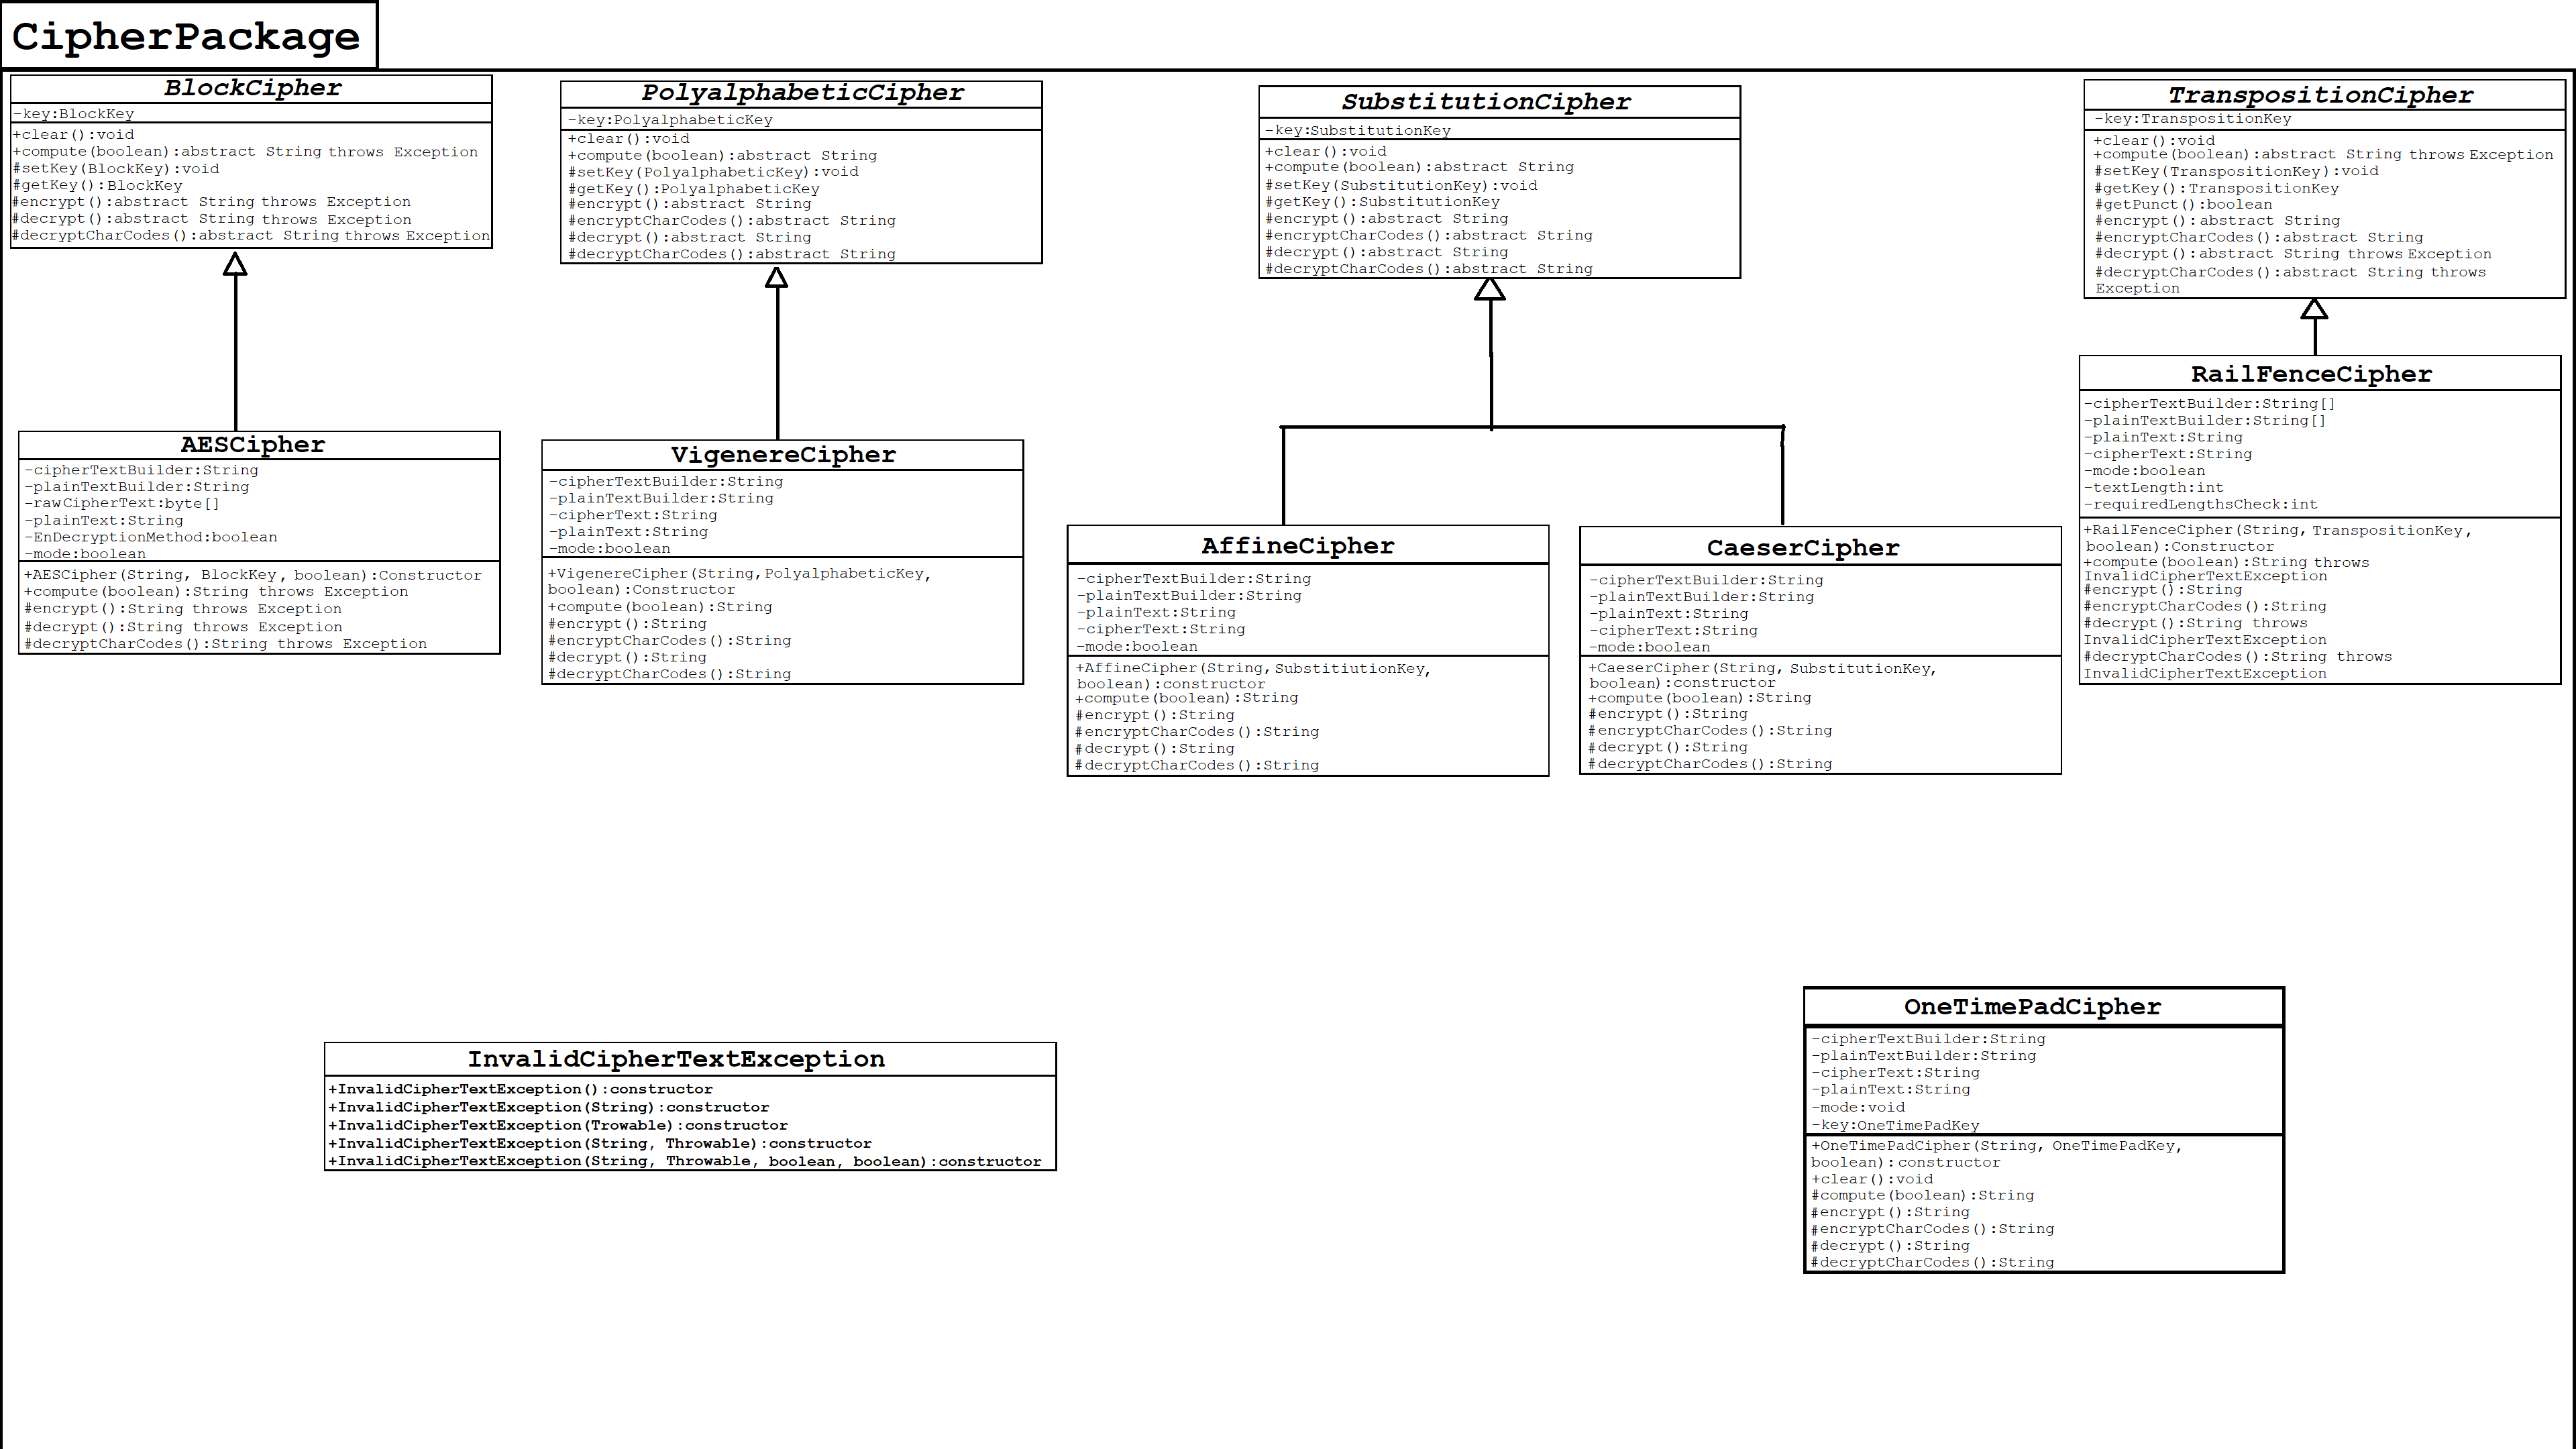 CipherPackage
BlockCipher
-key:BlockKey
+clear():void
+compute(boolean):abstract String throws Exception
#setKey(BlockKey):void
#getKey():BlockKey
#encrypt():abstract String throws Exception
#decrypt():abstract String throws Exception
#decryptCharCodes():abstract String throws Exception
PolyalphabeticCipher
-key:PolyalphabeticKey
+clear():void
+compute(boolean):abstract String
#setKey(PolyalphabeticKey):void
#getKey():PolyalphabeticKey
#encrypt():abstract String
#encryptCharCodes():abstract String
#decrypt():abstract String
#decryptCharCodes():abstract String
SubstitutionCipher
-key:SubstitutionKey
+clear():void
+compute(boolean):abstract String
#setKey(SubstitutionKey):void
#getKey():SubstitutionKey
#encrypt():abstract String
#encryptCharCodes():abstract String
#decrypt():abstract String
#decryptCharCodes():abstract String
TranspositionCipher
-key:TranspositionKey
+clear():void
+compute(boolean):abstract String throws Exception
#setKey(TranspositionKey):void
#getKey():TranspositionKey
#getPunct():boolean
#encrypt():abstract String
#encryptCharCodes():abstract String
#decrypt():abstract String throws Exception
#decryptCharCodes():abstract String throws
Exception
AESCipher
-cipherTextBuilder:String
-plainTextBuilder:String
-rawCipherText:byte[]
-plainText:String
-EnDecryptionMethod:boolean
-mode:boolean
+AESCipher(String, BlockKey, boolean):Constructor
+compute(boolean):String throws Exception
#encrypt():String throws Exception
#decrypt():String throws Exception
#decryptCharCodes():String throws Exception
VigenereCipher
-cipherTextBuilder:String
-plainTextBuilder:String
-cipherText:String
-plainText:String
-mode:boolean
+VigenereCipher(String, PolyalphabeticKey,
boolean):Constructor
+compute(boolean):String
#encrypt():String
#encryptCharCodes():String
#decrypt():String
#decryptCharCodes():String
AffineCipher
-cipherTextBuilder:String
-plainTextBuilder:String
-plainText:String
-cipherText:String
-mode:boolean
+AffineCipher(String, SubstitiutionKey,
boolean):constructor
+compute(boolean):String
#encrypt():String
#encryptCharCodes():String
#decrypt():String
#decryptCharCodes():String
CaeserCipher
-cipherTextBuilder:String
-plainTextBuilder:String
-plainText:String
-cipherText:String
-mode:boolean
+CaeserCipher(String, SubstitutionKey,
boolean):constructor
+compute(boolean):String
#encrypt():String
#encryptCharCodes():String
#decrypt():String
#decryptCharCodes():String
RailFenceCipher
-cipherTextBuilder:String[]
-plainTextBuilder:String[]
-plainText:String
-cipherText:String
-mode:boolean
-textLength:int
-requiredLengthsCheck:int
+RailFenceCipher(String, TranspositionKey,
boolean):Constructor
+compute(boolean):String throws
InvalidCipherTextException
#encrypt():String
#encryptCharCodes():String
#decrypt():String throws
InvalidCipherTextException
#decryptCharCodes():String throws
InvalidCipherTextException
InvalidCipherTextException
+InvalidCipherTextException():constructor
+InvalidCipherTextException(String):constructor
+InvalidCipherTextException(Trowable):constructor
+InvalidCipherTextException(String, Throwable):constructor
+InvalidCipherTextException(String, Throwable, boolean, boolean):constructor
OneTimePadCipher
-cipherTextBuilder:String
-plainTextBuilder:String
-cipherText:String
-plainText:String
-mode:void
-key:OneTimePadKey
+OneTimePadCipher(String, OneTimePadKey,
boolean):constructor
+clear():void
#compute(boolean):String
#encrypt():String
#encryptCharCodes():String
#decrypt():String
#decryptCharCodes():String